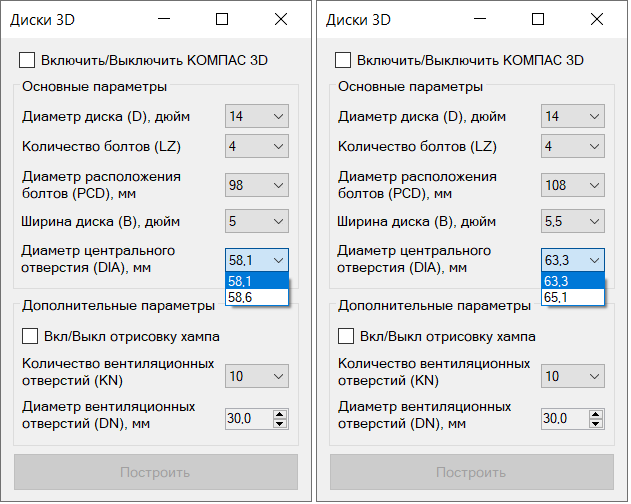 Диски 3D
Включить/Выключить КОМПАС 3D
Основные параметры
Диаметр диска (D), дюйм
14
Количество болтов (LZ)
4
Диаметр расположения
болтов (PCD), мм
98
Ширина диска (B), дюйм
5
Диаметр центрального
отверстия (DIA), мм
58,1
58,1
58,6
Дополнительные параметры
Вкл/Выкл отрисовку хампа
Количество вентиляционных
отверстий (KN)
10
Диаметр вентиляционных
отверстий (DN), мм
30,0
Построить
Диски 3D
Включить/Выключить КОМПАС 3D
Основные параметры
Диаметр диска (D), дюйм
14
Количество болтов (LZ)
4
Диаметр расположения
болтов (PCD), мм
108
Ширина диска (B), дюйм
5,5
Диаметр центрального
отверстия (DIA), мм
63,3
63,3
65,1
Дополнительные параметры
Вкл/Выкл отрисовку хампа
Количество вентиляционных
отверстий (KN)
10
Диаметр вентиляционных
отверстий (DN), мм
30,0
Построить